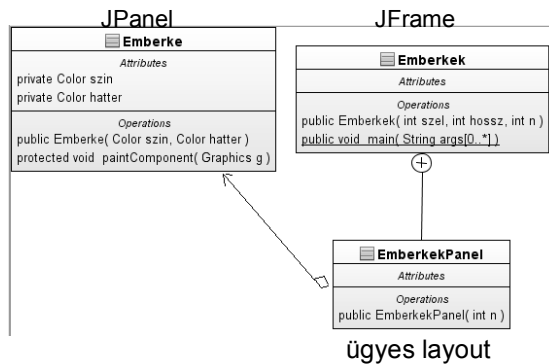 JPanel
JFrame
Emberke
Attributes
private Color szin
private Color hatter
Operations
public Emberke( Color szin, Color hatter )
protected void paintComponent( Graphics g )
Emberkek
Attributes
Operations
public Emberkek( int szel, int hossz, int n )
public void main( String args[0..*] )
EmberkekPanel
Attributes
Operations
public EmberkekPanel( int n )
ügyes layout